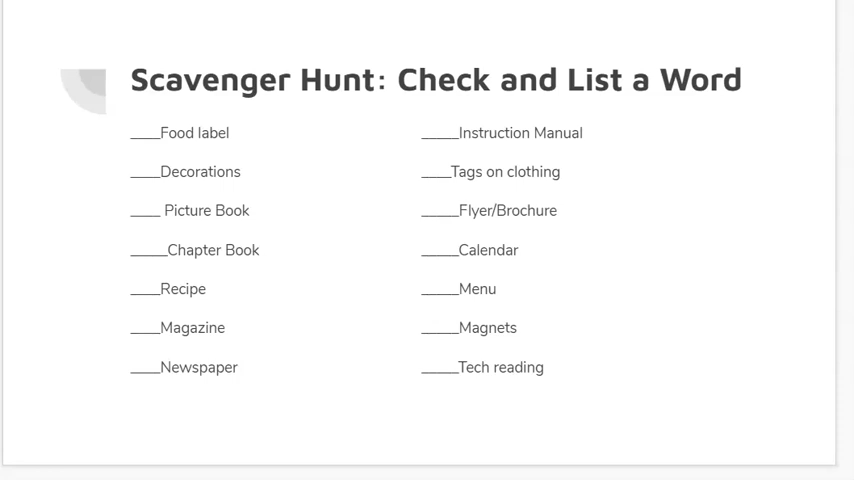 Scavenger Hunt: Check and List a Word
____Food label
____Decorations
____ Picture Book
_____Chapter Book
____Recipe
____Magazine
____Newspaper
_____Instruction Manual
____Tags on clothing
_____Flyer/Brochure
_____Calendar
_____Menu
_____Magnets
_____Tech reading